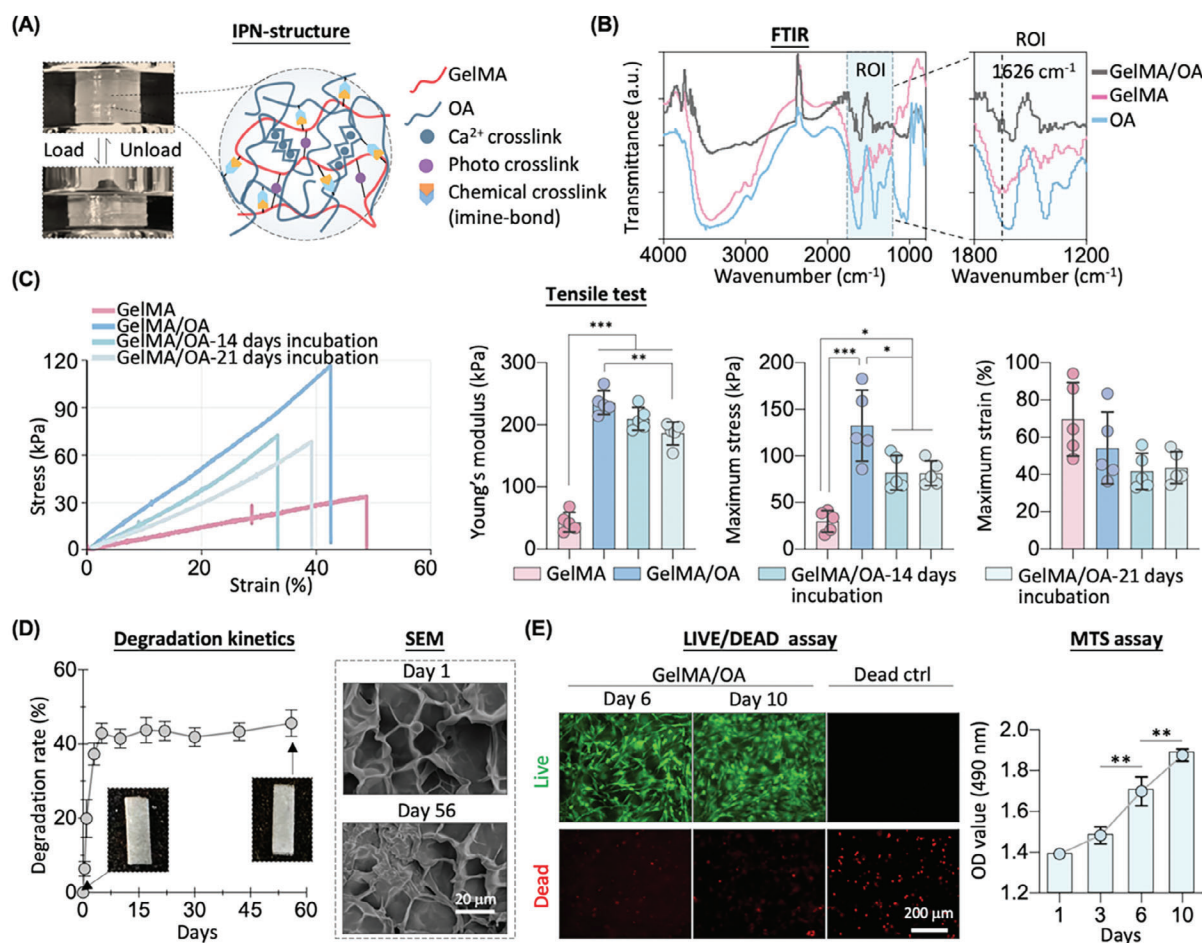 (A)
IPN-structure
Load
Unload
GelMA
OA
Ca²⁺ crosslink
Photo crosslink
Chemical crosslink
(imine-bond)
(B)
FTIR
ROI
Transmittance (a.u.)
4000
3000
2000
1000
Wavenumber (cm⁻¹)
ROI
1626 cm⁻¹
1800
1200
Wavenumber (cm⁻¹)
GelMA/OA
GelMA
OA
(C)
GelMA
GelMA/OA
GelMA/OA-14 days incubation
GelMA/OA-21 days incubation
Stress (kPa)
120
90
60
30
0
0
20
40
60
Strain (%)
Tensile test
Young's modulus (kPa)
300
200
100
0
***
**
Maximum stress (kPa)
200
150
100
50
0
*
***
*
Maximum strain (%)
100
80
60
40
20
0
GelMA
GelMA/OA
GelMA/OA-14 days
incubation
GelMA/OA-21 days
incubation
(D)
Degradation kinetics
Degradation rate (%)
60
40
20
0
0
15
30
45
60
Days
SEM
Day 1
Day 56
20 μm
(E)
LIVE/DEAD assay
GelMA/OA
Dead ctrl
Day 6
Day 10
Live
Dead
200 μm
MTS assay
OD value (490 nm)
2.0
1.8
1.6
1.4
1.2
**
**
1
3
6
10
Days